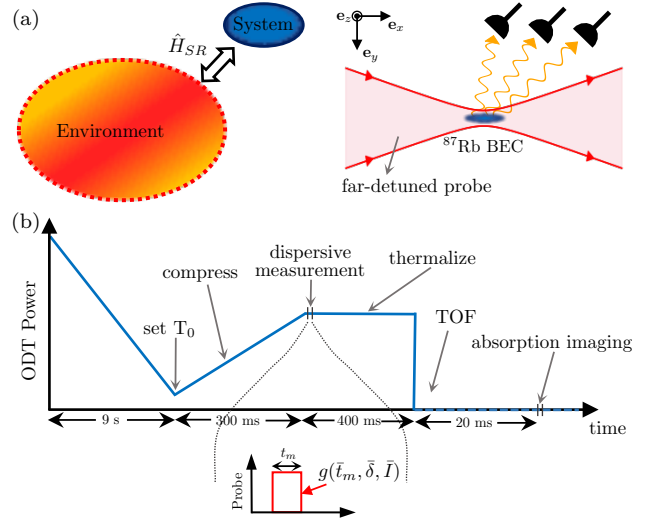 (a)
System
Ĥ_SR
Environment
e_z
e_x
e_y
⁸⁷Rb BEC
far-detuned probe
(b)
ODT Power
set T₀
compress
dispersive
measurement
thermalize
TOF
absorption imaging
9 s
300 ms
400 ms
20 ms
time
Probe
t_m
g(t̄_m, δ̄, Ī)